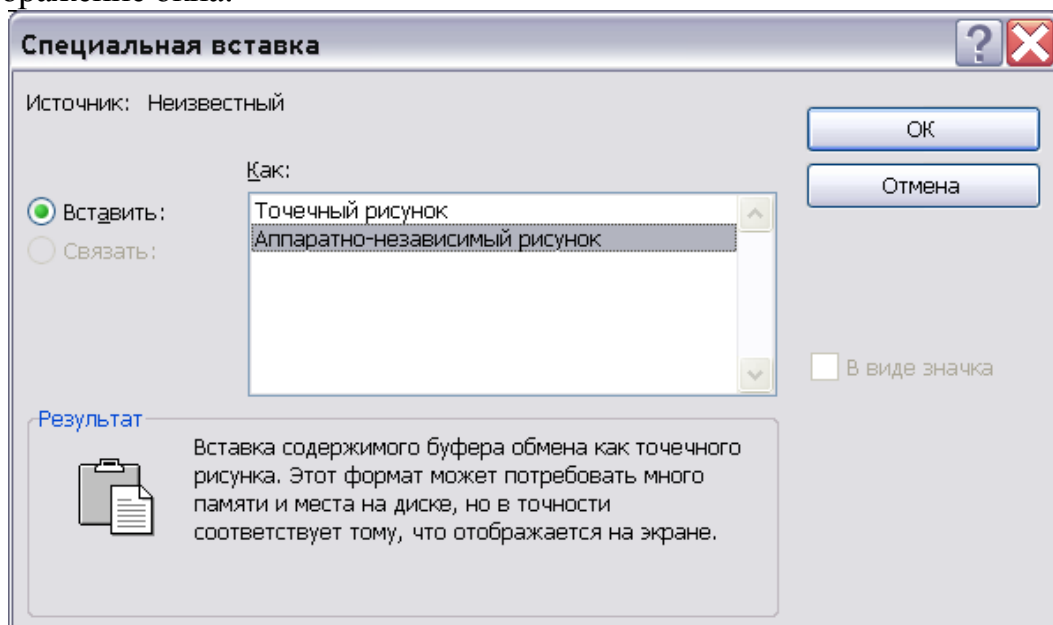 Специальная вставка
Источник: Неизвестный
ОК
Как:
Отмена
Вставить:
Точечный рисунок
Аппаратно-независимый рисунок
Связать:
В виде значка
Результат
Вставка содержимого буфера обмена как точечного
рисунка. Этот формат может потребовать много
памяти и места на диске, но в точности
соответствует тому, что отображается на экране.